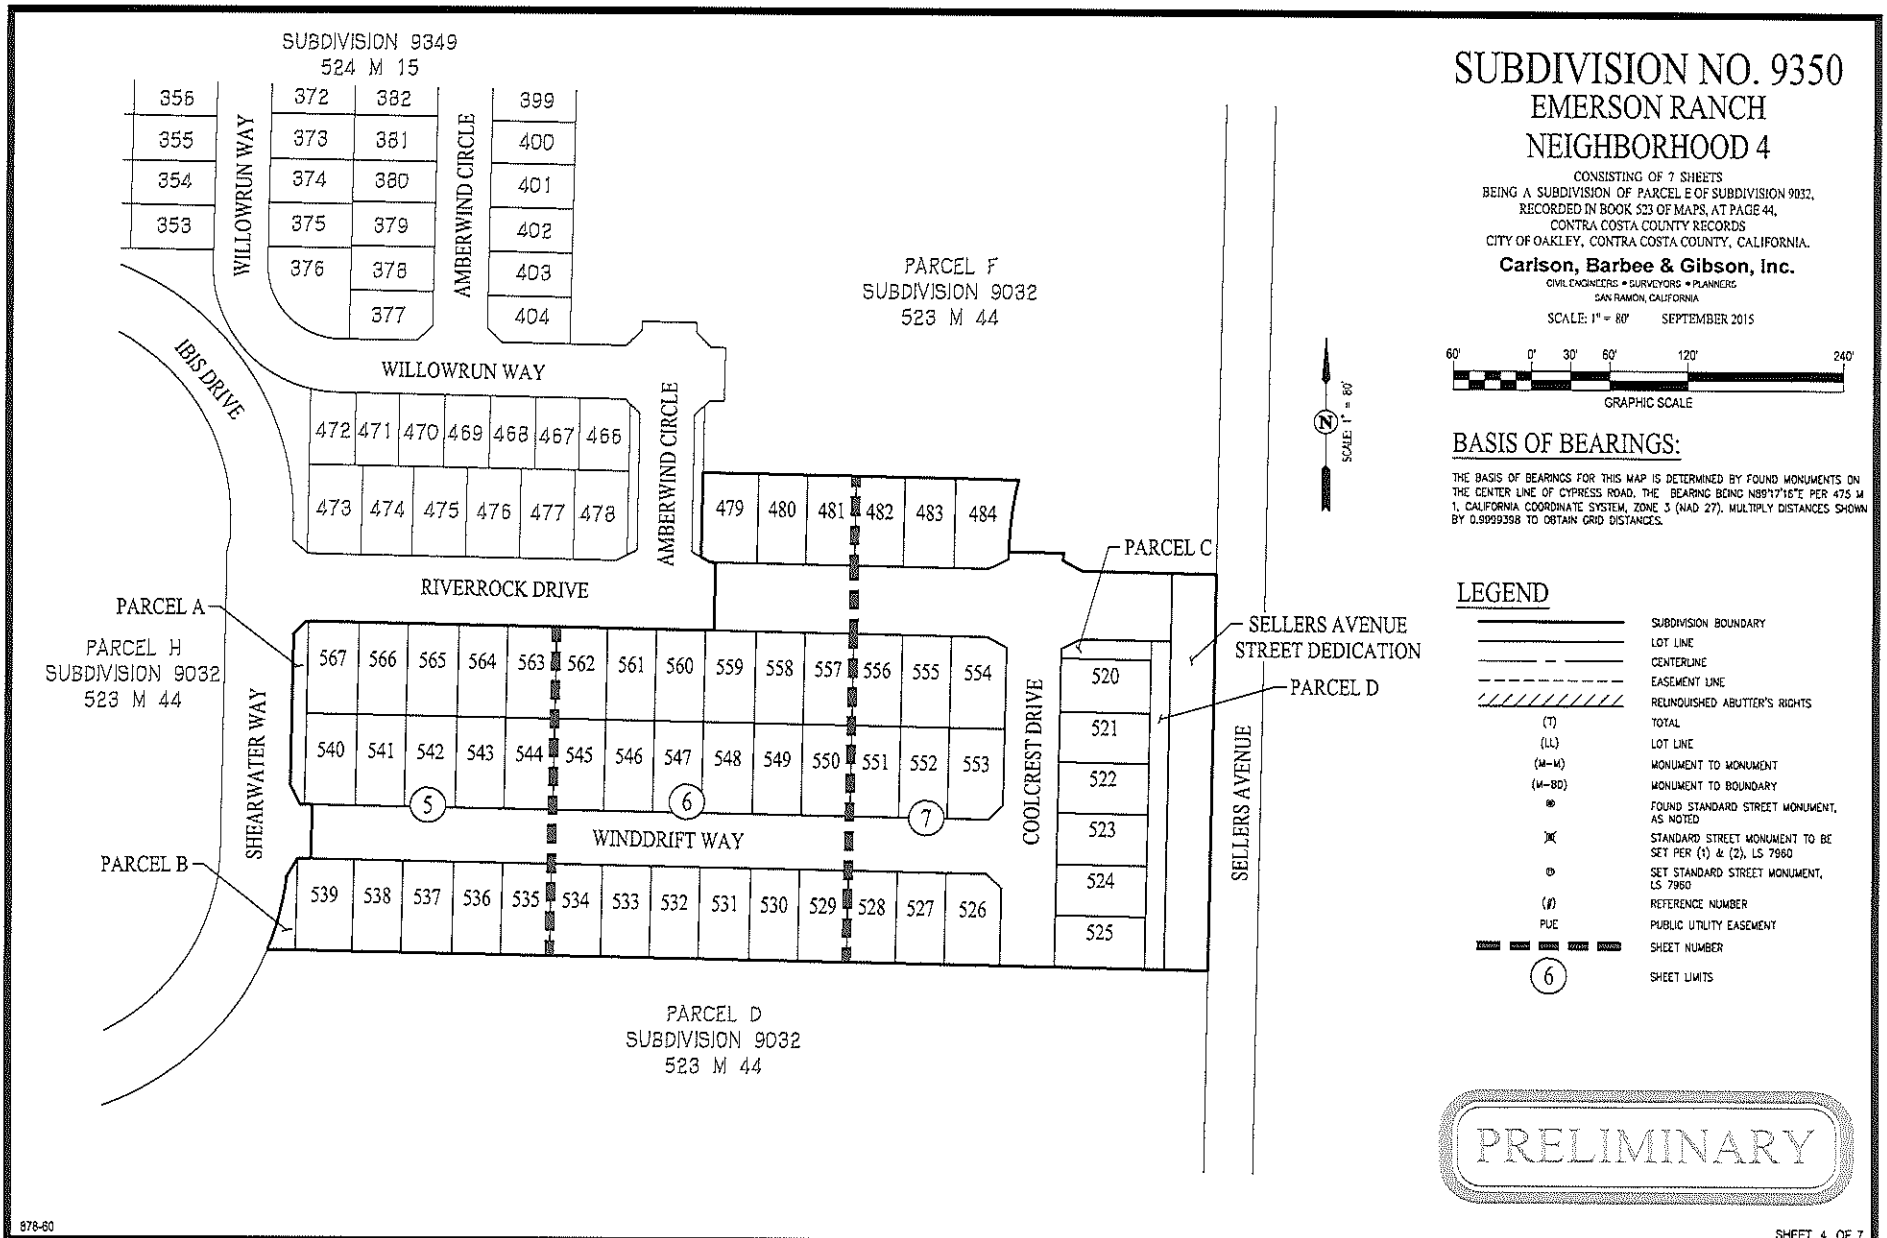 SUBDIVISION 9349
524 M 15
356
355
354
353
WILLOWRUN WAY
372
373
374
375
376
382
381
380
379
378
377
AMBERWIND CIRCLE
399
400
401
402
403
404
PARCEL F
SUBDIVISION 9032
523 M 44
IBIS DRIVE
WILLOWRUN WAY
AMBERWIND CIRCLE
472 471 470 469 468 467 466
473 474 475 476 477 478
479 480 481 482 483 484
RIVERROCK DRIVE
PARCEL A
PARCEL H
SUBDIVISION 9032
523 M 44
SHEARWATER WAY
567 566 565 564 563 562 561 560 559 558 557 556 555 554
540 541 542 543 544 545 546 547 548 549 550 551 552 553
5
6
7
WINDDRIFT WAY
PARCEL B
539 538 537 536 535 534 533 532 531 530 529 528 527 526
COOLCREST DRIVE
PARCEL C
520
521
522
523
524
525
SELLERS AVENUE
STREET DEDICATION
PARCEL D
SELLERS AVENUE
PARCEL D
SUBDIVISION 9032
523 M 44
N
SCALE: 1" = 80'
SUBDIVISION NO. 9350
EMERSON RANCH
NEIGHBORHOOD 4
CONSISTING OF 7 SHEETS
BEING A SUBDIVISION OF PARCEL E OF SUBDIVISION 9032,
RECORDED IN BOOK 523 OF MAPS, AT PAGE 44,
CONTRA COSTA COUNTY RECORDS
CITY OF OAKLEY, CONTRA COSTA COUNTY, CALIFORNIA.
Carlson, Barbee & Gibson, Inc.
CIVIL ENGINEERS • SURVEYORS • PLANNERS
SAN RAMON, CALIFORNIA
SCALE: 1" = 80' SEPTEMBER 2015
60' 0' 30' 60' 120' 240'
GRAPHIC SCALE
BASIS OF BEARINGS:
THE BASIS OF BEARINGS FOR THIS MAP IS DETERMINED BY FOUND MONUMENTS ON
THE CENTER LINE OF CYPRESS ROAD, THE BEARING BEING N89°17'16"E PER 475 M
1, CALIFORNIA COORDINATE SYSTEM, ZONE 3 (NAD 27). MULTIPLY DISTANCES SHOWN
BY 0.9999398 TO OBTAIN GRID DISTANCES.
LEGEND
SUBDIVISION BOUNDARY
LOT LINE
CENTERLINE
EASEMENT LINE
RELINQUISHED ABUTTER'S RIGHTS
(T) TOTAL
(LL) LOT LINE
(M-M) MONUMENT TO MONUMENT
(M-BD) MONUMENT TO BOUNDARY
FOUND STANDARD STREET MONUMENT,
AS NOTED
STANDARD STREET MONUMENT TO BE
SET PER (1) & (2), LS 7960
SET STANDARD STREET MONUMENT,
LS 7960
(#) REFERENCE NUMBER
PUE PUBLIC UTILITY EASEMENT
SHEET NUMBER
6 SHEET LIMITS
PRELIMINARY
878-60
SHEET 4 OF 7